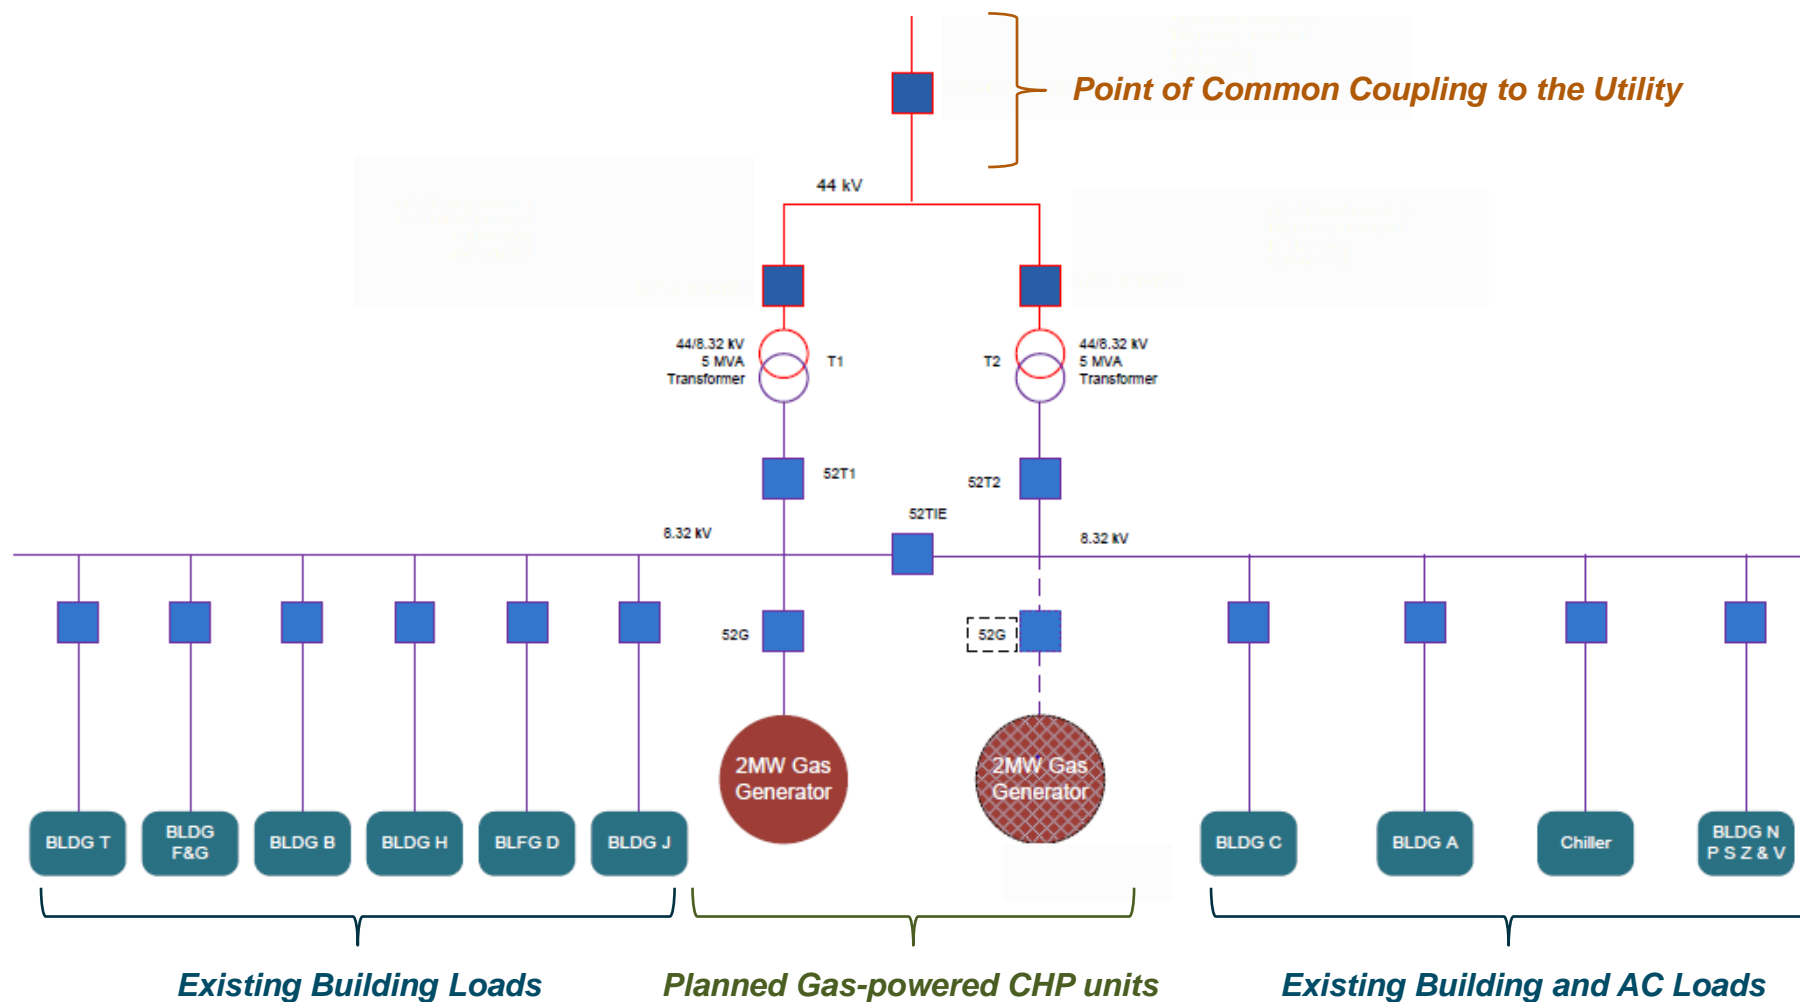 Point of Common Coupling to the Utility
44 kV
44/8.32 kV
5 MVA
Transformer
T1
T2
44/8.32 kV
5 MVA
Transformer
52T1
52T2
52TIE
8.32 kV
8.32 kV
52G
52G
2MW Gas
Generator
2MW Gas
Generator
BLDG T
BLDG
F&G
BLDG B
BLDG H
BLFG D
BLDG J
BLDG C
BLDG A
Chiller
BLDG N
P S Z & V
Existing Building Loads
Planned Gas-powered CHP units
Existing Building and AC Loads